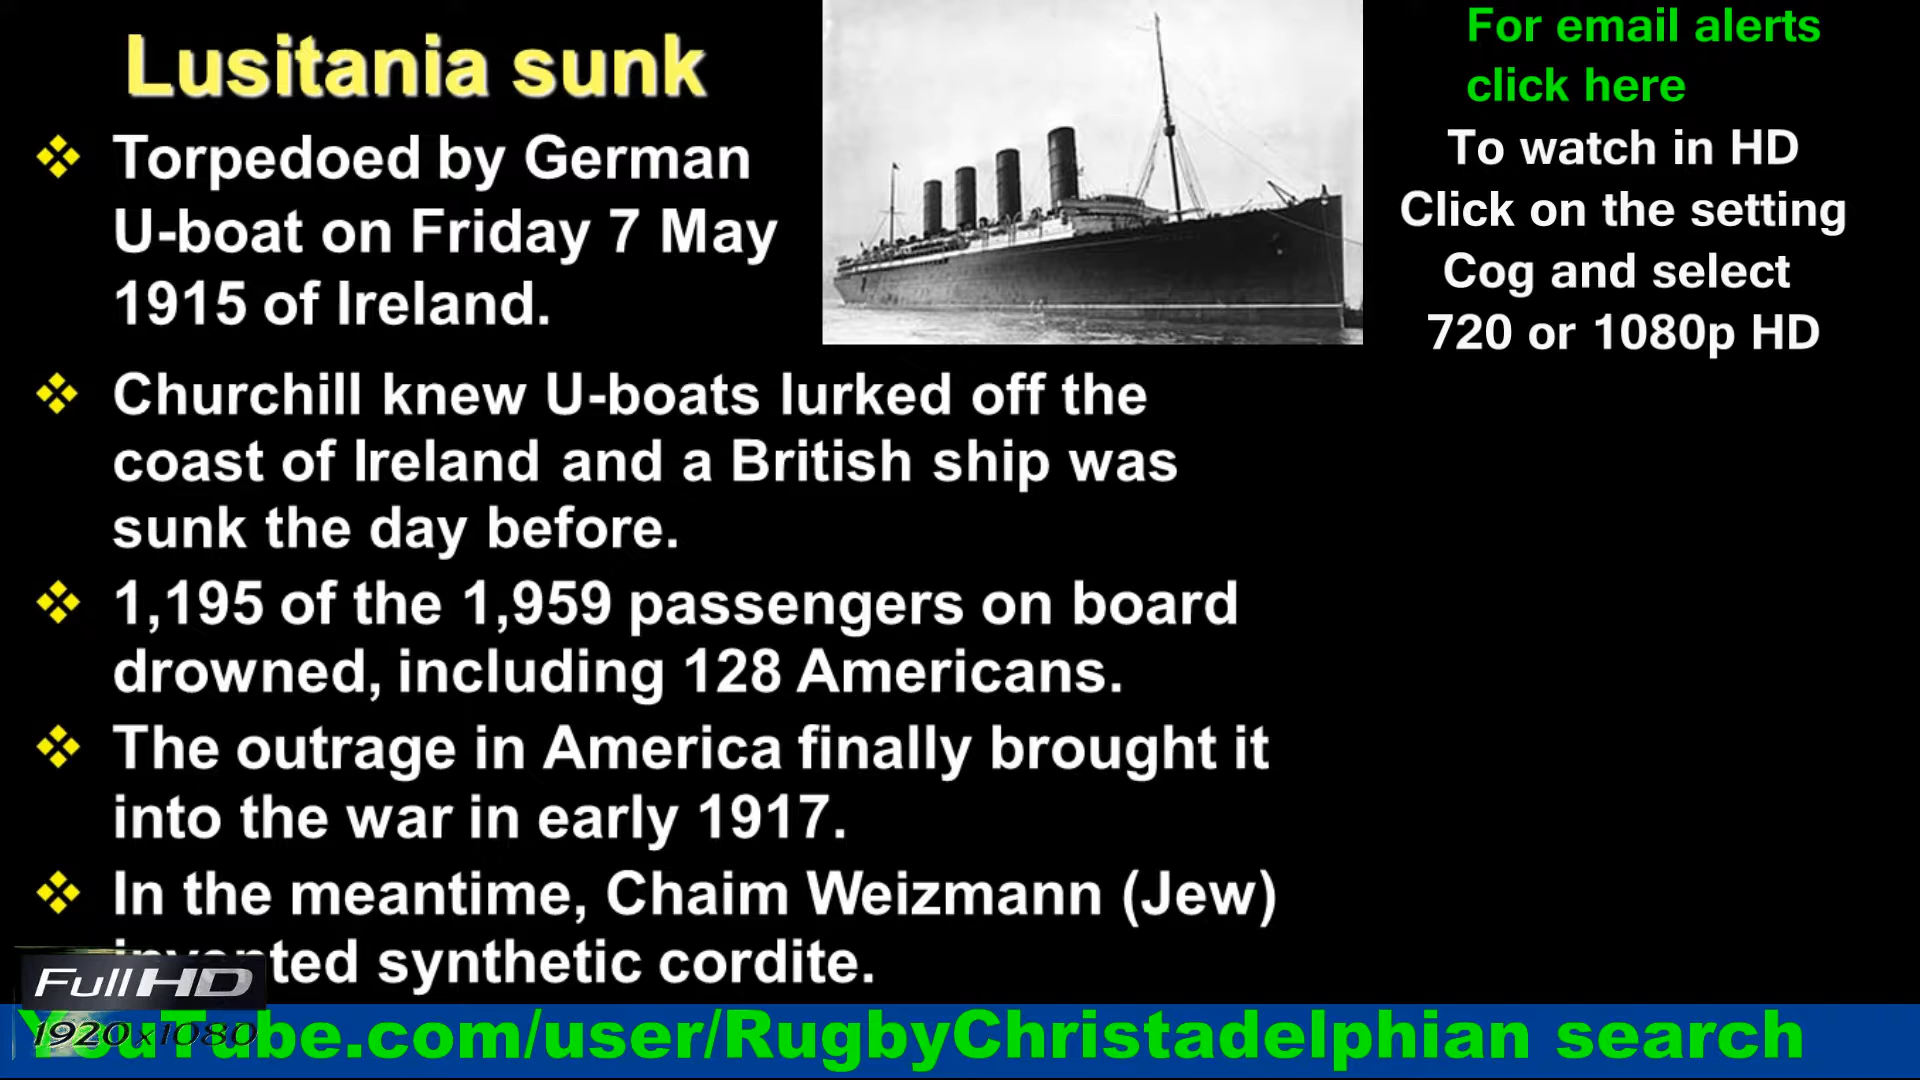 Lusitania sunk
Torpedoed by German
U-boat on Friday 7 May
1915 of Ireland.
Churchill knew U-boats lurked off the
coast of Ireland and a British ship was
sunk the day before.
1,195 of the 1,959 passengers on board
drowned, including 128 Americans.
The outrage in America finally brought it
into the war in early 1917.
In the meantime, Chaim Weizmann (Jew)
invented synthetic cordite.
For email alerts
click here
To watch in HD
Click on the setting
Cog and select
720 or 1080p HD
Full HD
1920x1080
YouTube.com/user/RugbyChristadelphian search